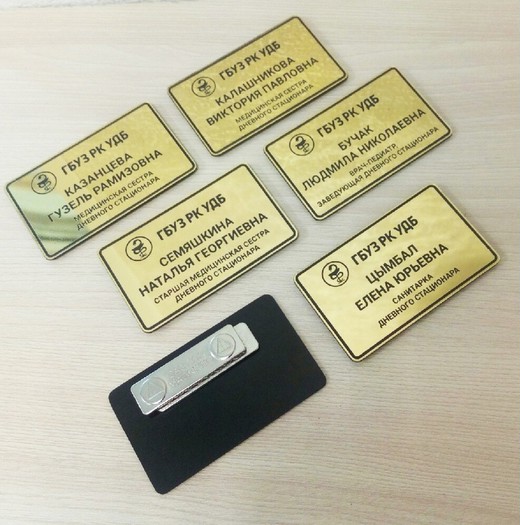 ГБУЗ РК УДБ
КАЛАШНИКОВА
ВИКТОРИЯ ПАВЛОВНА
МЕДИЦИНСКАЯ СЕСТРА
ДНЕВНОГО СТАЦИОНАРА
ГБУЗ РК УДБ
КАЗАНЦЕВА
ГУЗЕЛЬ РАМИЗОВНА
МЕДИЦИНСКАЯ СЕСТРА
ДНЕВНОГО СТАЦИОНАРА
ГБУЗ РК УДБ
БУЧАК
ЛЮДМИЛА НИКОЛАЕВНА
ВРАЧ-ПЕДИАТР
ЗАВЕДУЮЩАЯ ДНЕВНОГО СТАЦИОНАРА
ГБУЗ РК УДБ
СЕМЯШКИНА
НАТАЛЬЯ ГЕОРГИЕВНА
СТАРШАЯ МЕДИЦИНСКАЯ СЕСТРА
ДНЕВНОГО СТАЦИОНАРА
ГБУЗ РК УДБ
ЦЫМБАЛ
ЕЛЕНА ЮРЬЕВНА
САНИТАРКА
ДНЕВНОГО СТАЦИОНАРА